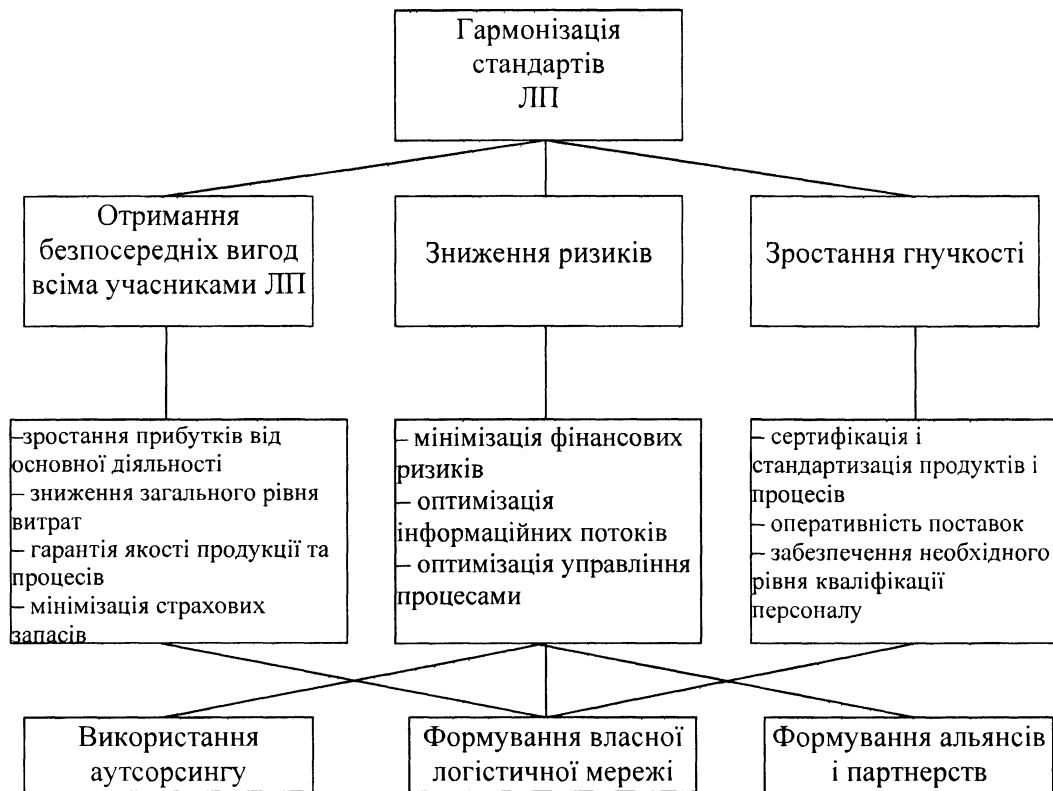 Гармонізація
стандартів
ЛП
Отримання
безпосередніх вигод
всіма учасниками ЛП
Зниження ризиків
Зростання гнучкості
–зростання прибутків від
основної діяльності
– зниження загального рівня
витрат
– гарантія якості продукції та
процесів
– мінімізація страхових
запасів
– мінімізація фінансових
ризиків
– оптимізація
інформаційних потоків
– оптимізація управління
процесами
– сертифікація і
стандартизація продуктів і
процесів
– оперативність поставок
– забезпечення необхідного
рівня кваліфікації
персоналу
Використання
аутсорсингу
Формування власної
логістичної мережі
Формування альянсів
і партнерств